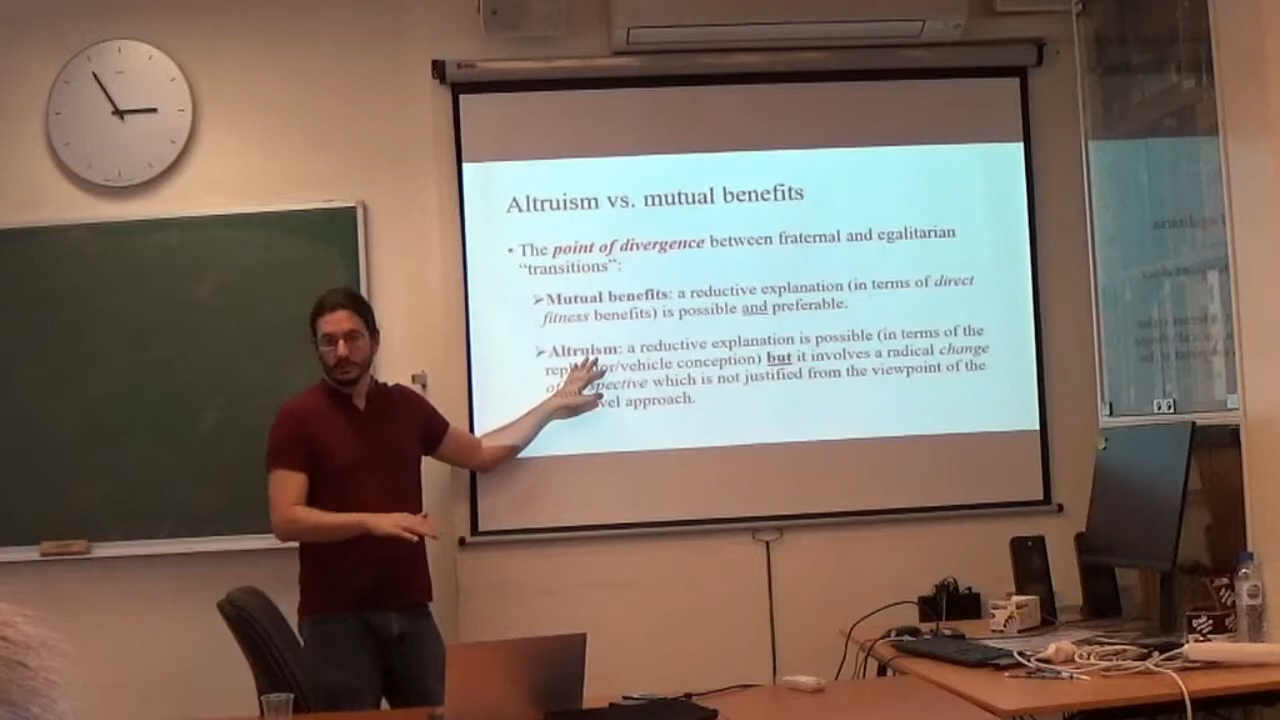 Altruism vs. mutual benefits
• The point of divergence between fraternal and egalitarian
“transitions”:
➢Mutual benefits: a reductive explanation (in terms of direct
fitness benefits) is possible and preferable.
➢Altruism: a reductive explanation is possible (in terms of the
conception) but it involves a radical change
which is not justified from the viewpoint of the
approach.